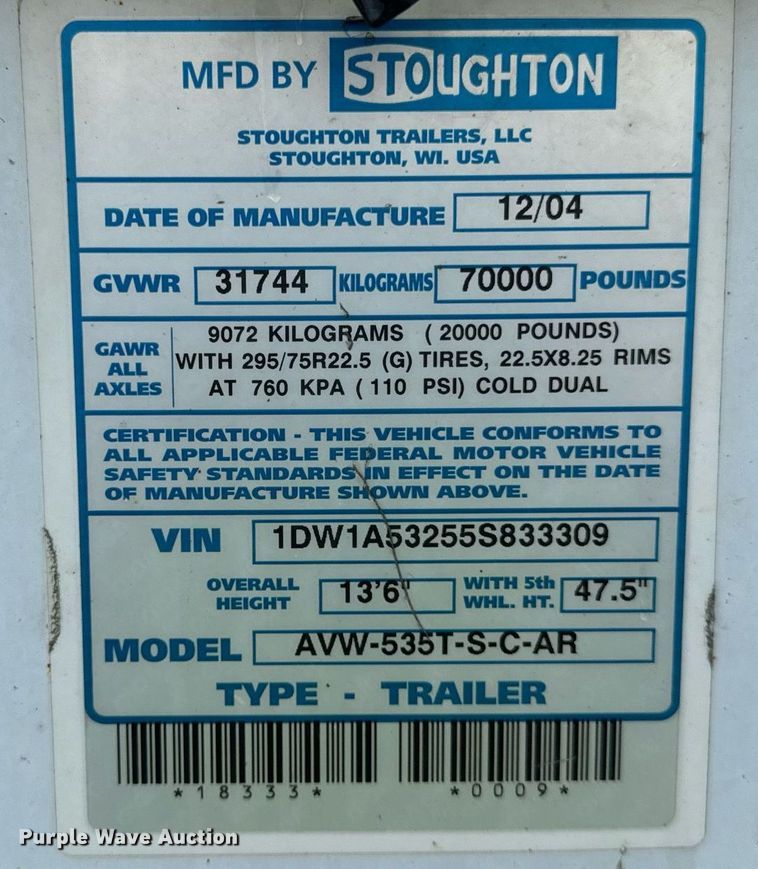 MFD BY STOUGHTON
STOUGHTON TRAILERS, LLC
STOUGHTON, WI. USA
DATE OF MANUFACTURE 12/04
GVWR 31744 KILOGRAMS 70000 POUNDS
GAWR ALL AXLES
9072 KILOGRAMS ( 20000 POUNDS)
WITH 295/75R22.5 (G) TIRES, 22.5X8.25 RIMS
AT 760 KPA ( 110 PSI) COLD DUAL
CERTIFICATION - THIS VEHICLE CONFORMS TO
ALL APPLICABLE FEDERAL MOTOR VEHICLE
SAFETY STANDARDS IN EFFECT ON THE DATE
OF MANUFACTURE SHOWN ABOVE.
VIN 1DW1A53255S833309
OVERALL HEIGHT 13'6" WITH 5th WHL. HT. 47.5"
MODEL AVW-535T-S-C-AR
TYPE - TRAILER
*18333* *0009*
Purple Wave Auction